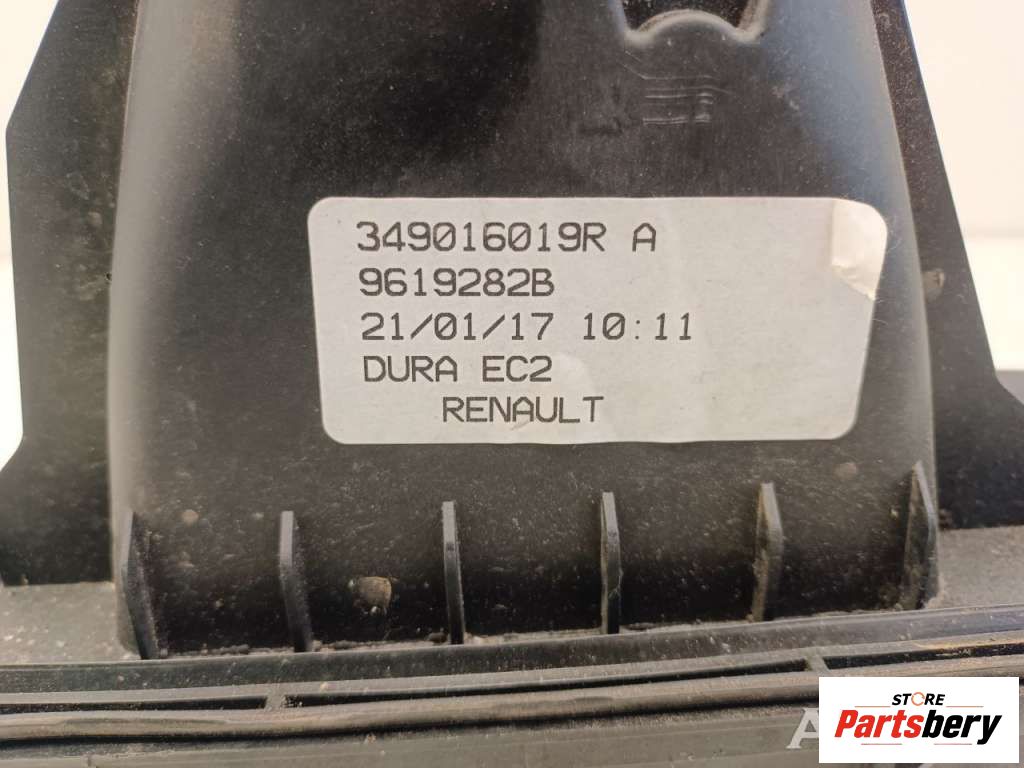 349016019R A
9619282B
21/01/17 10:11
DURA EC2
RENAULT
STORE
Partsbery